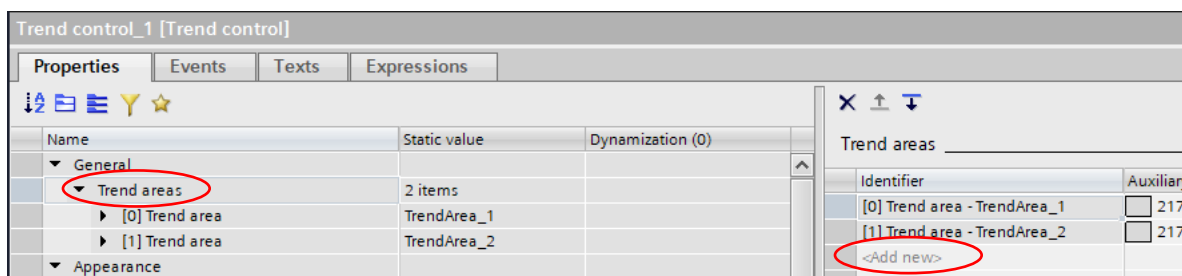 Trend control_1 [Trend control]
Properties Events Texts Expressions
Name Static value Dynamization (0)
General
Trend areas 2 items
[0] Trend area TrendArea_1
[1] Trend area TrendArea_2
Appearance
Trend areas
Identifier
[0] Trend area - TrendArea_1 217
[1] Trend area - TrendArea_2 217
<Add new>